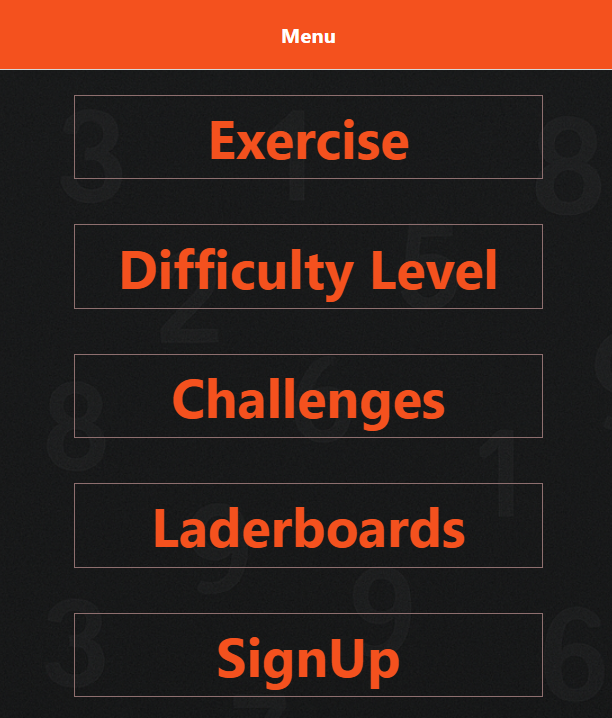 Menu
Exercise
Difficulty Level
Challenges
Laderboards
SignUp